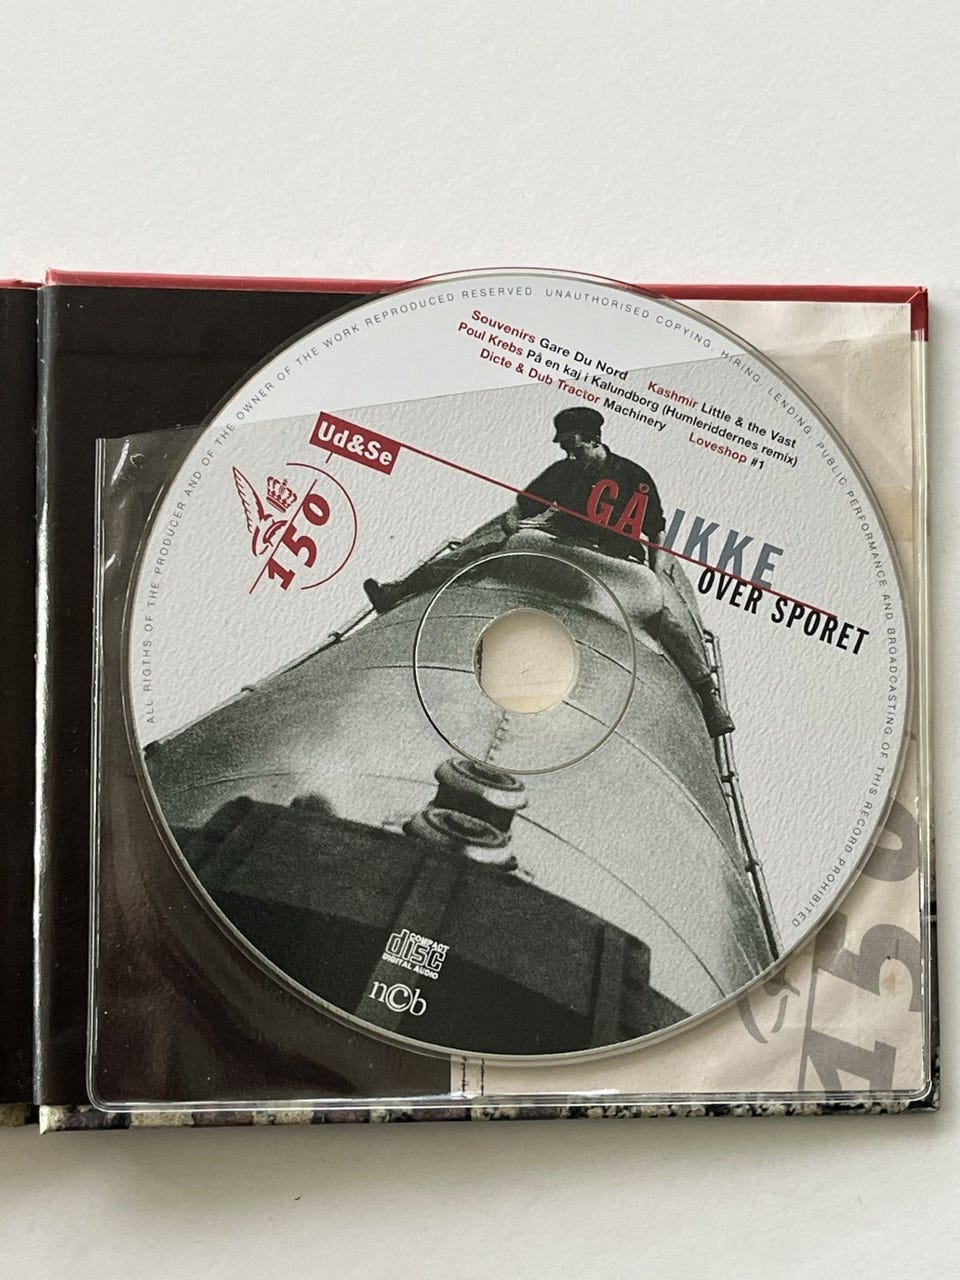 ALL RIGTHS OF THE PRODUCER AND OF THE OWNER OF THE WORK REPRODUCED RESERVED. UNAUTHORISED COPYING, HIRING, LENDING, PUBLIC PERFORMANCE AND BROADCASTING OF THIS RECORD PROHIBITED
Souvenirs Gare Du Nord Kashmir Little & the Vast
Poul Krebs På en kaj i Kalundborg (Humleriddernes remix)
Dicte & Dub Tractor Machinery Loveshop #1
Ud&Se
150
GÅ IKKE
OVER SPORET
COMPACT
disc
DIGITAL AUDIO
n©b
150